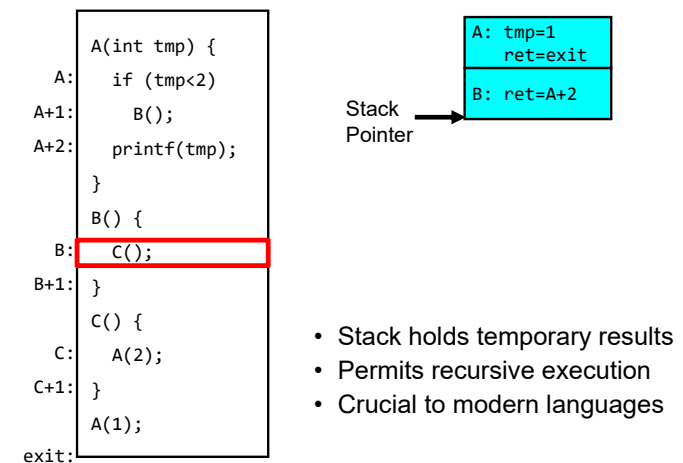 A(int tmp) {
A: if (tmp<2)
A+1: B();
A+2: printf(tmp);
}
B() {
B: C();
B+1: }
C() {
C: A(2);
C+1: }
A(1);
exit:
A: tmp=1
ret=exit
B: ret=A+2
Stack
Pointer
• Stack holds temporary results
• Permits recursive execution
• Crucial to modern languages